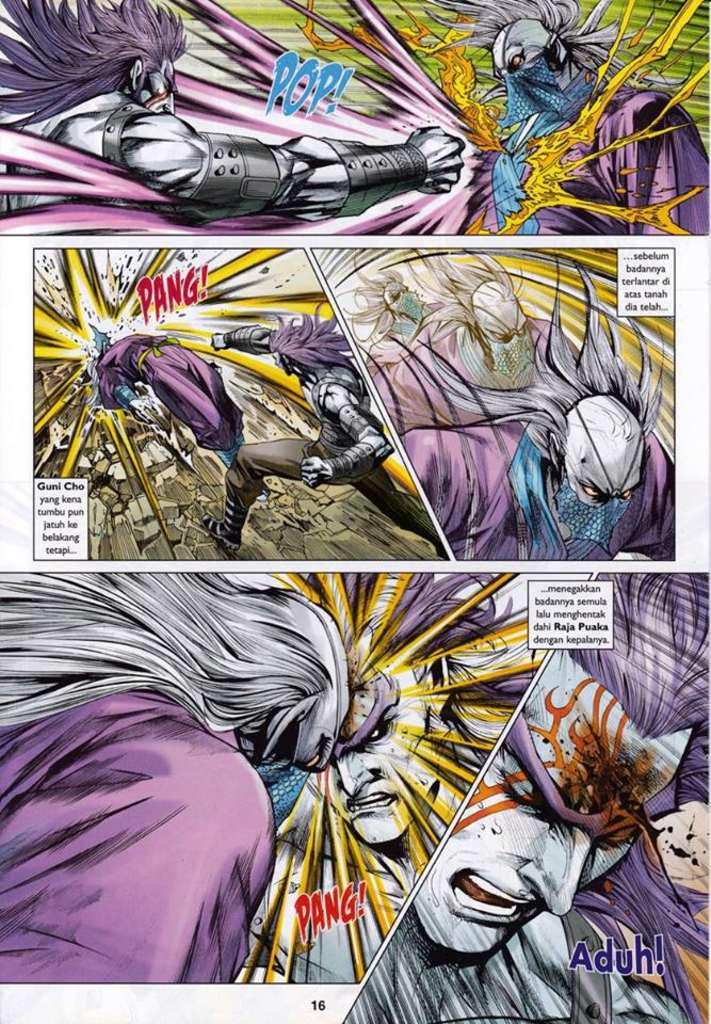 POP!
PANG!
Guni Cho
yang kena
tumbu pun
jatuh ke
belakang
tetapi...
...sebelum
badannya
terlantar di
atas tanah
dia telah...
...menegakkan
badannya semula
lalu menghentak
dahi Raja Puaka
dengan kepalanya.
PANG!
Aduh!
16